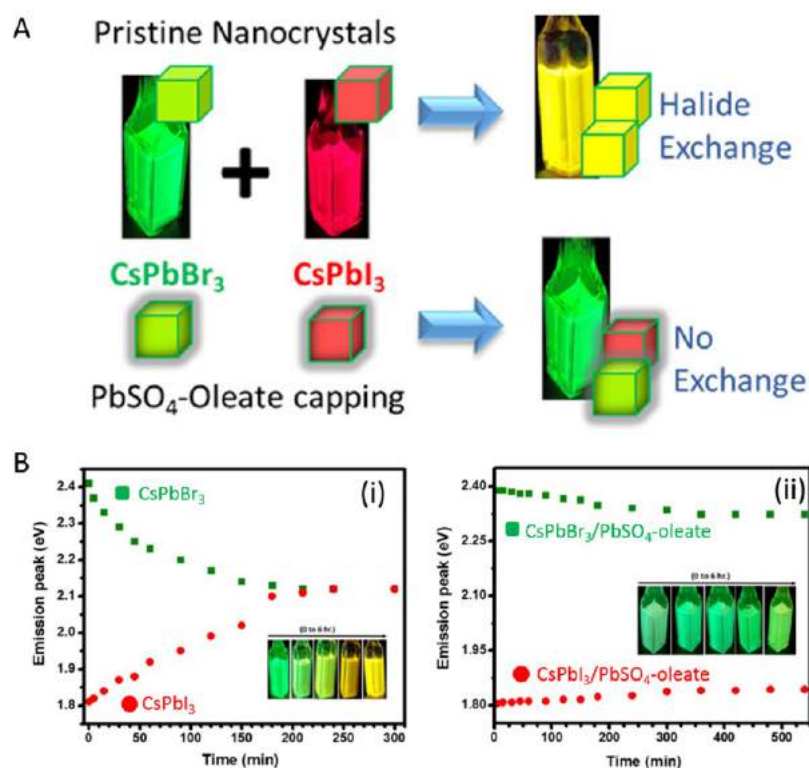 A
Pristine Nanocrystals
+
Halide
Exchange
CsPbBr₃
CsPbI₃
No
Exchange
PbSO₄-Oleate capping
B
(i)
CsPbBr₃
CsPbI₃
Emission peak (eV)
2.4
2.3
2.2
2.1
2.0
1.9
1.8
(0 to 6 hr.)
0 50 100 150 200 250 300
Time (min)
(ii)
CsPbBr₃/PbSO₄-oleate
CsPbI₃/PbSO₄-oleate
Emission peak (eV)
2.40
2.25
2.10
1.95
1.80
(0 to 6 hr.)
0 100 200 300 400 500
Time (min)